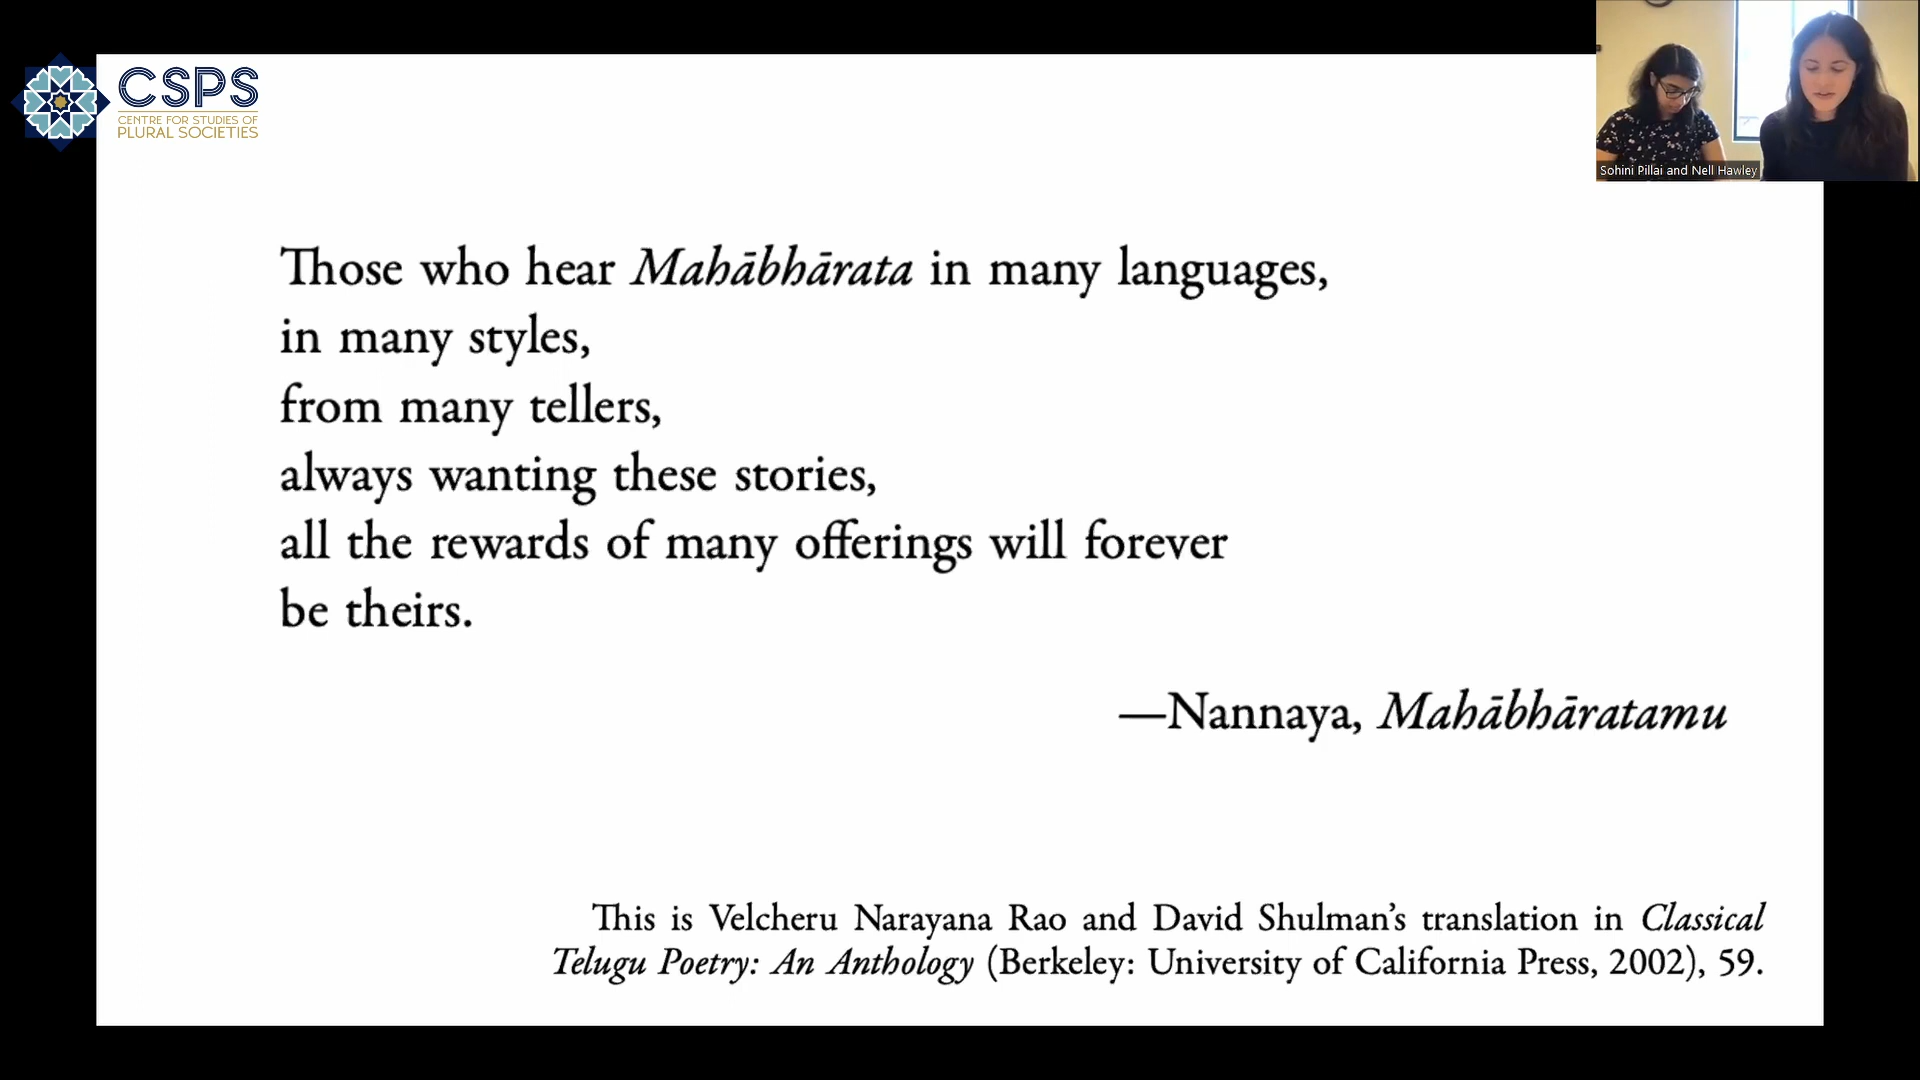 CSPS
CENTRE FOR STUDIES OF
PLURAL SOCIETIES
Sohini Pillai and Nell Hawley
Those who hear Mahābhārata in many languages,
in many styles,
from many tellers,
always wanting these stories,
all the rewards of many offerings will forever
be theirs.
—Nannaya, Mahābhāratamu
This is Velcheru Narayana Rao and David Shulman’s translation in Classical
Telugu Poetry: An Anthology (Berkeley: University of California Press, 2002), 59.